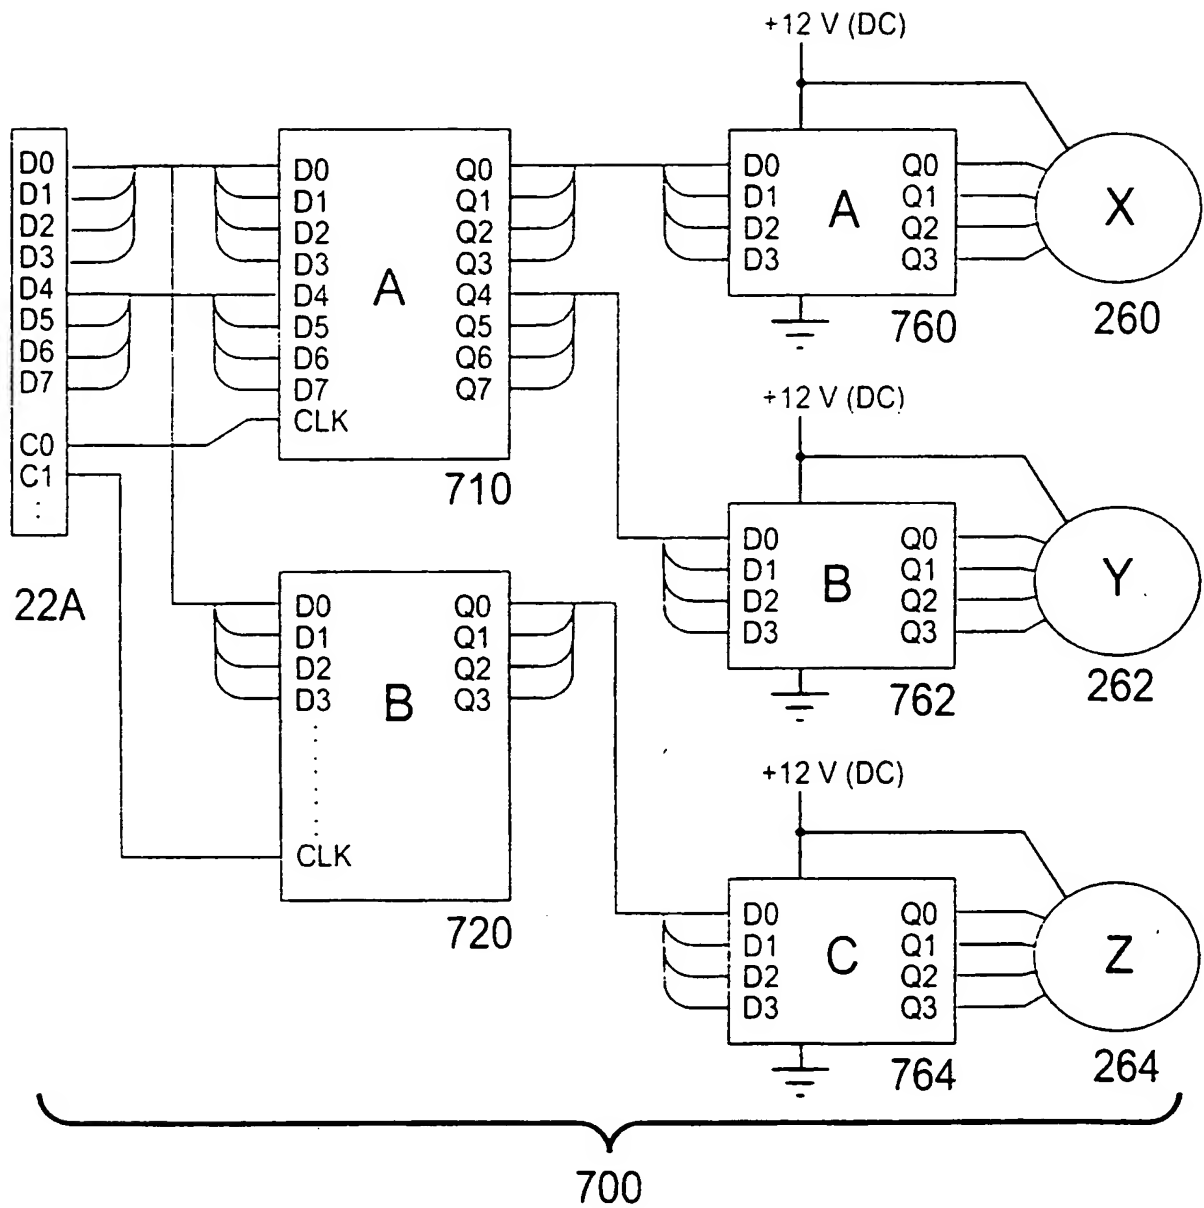 +12 V (DC)
D0
D1
D2
D3
D4
D5
D6
D7
C0
C1
22A
D0
D1
D2
D3
D4
D5
D6
D7
CLK
A
Q0
Q1
Q2
Q3
Q4
Q5
Q6
Q7
710
D0
D1
D2
D3
A
Q0
Q1
Q2
Q3
760
X
260
+12 V (DC)
D0
D1
D2
D3
B
Q0
Q1
Q2
Q3
762
Y
262
D0
D1
D2
D3
CLK
B
Q0
Q1
Q2
Q3
720
+12 V (DC)
D0
D1
D2
D3
C
Q0
Q1
Q2
Q3
764
Z
264
700